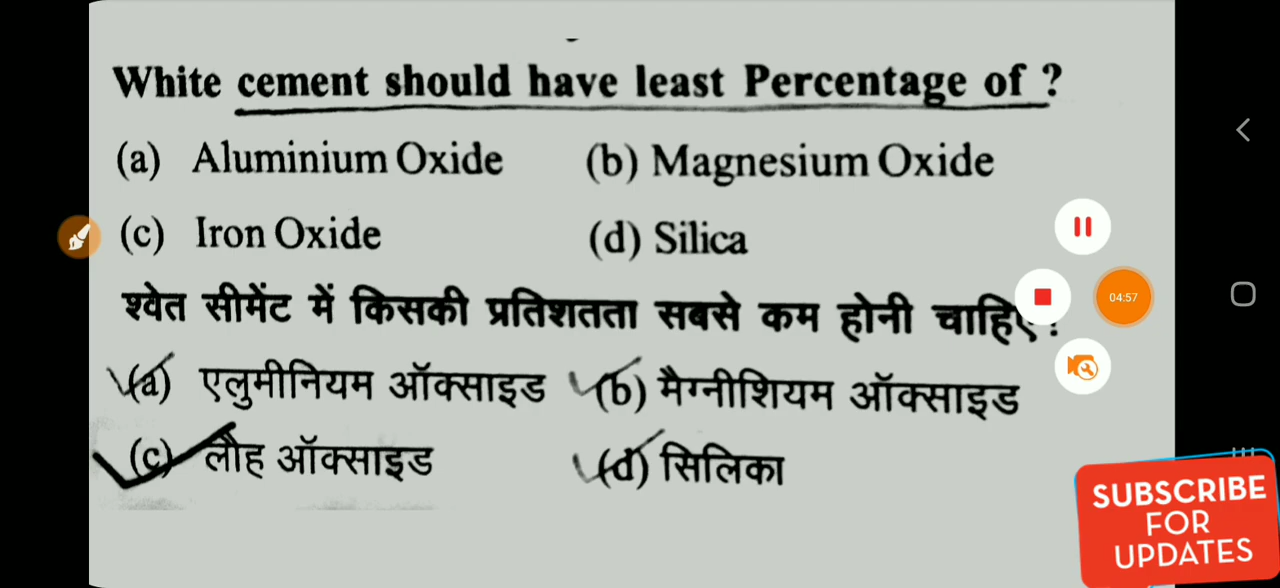 White cement should have least Percentage of ?
(a) Aluminium Oxide (b) Magnesium Oxide
(c) Iron Oxide (d) Silica
श्वेत सीमेंट में किसकी प्रतिशतता सबसे कम होनी चाहिए ?
(a) एलुमीनियम ऑक्साइड (b) मैग्नीशियम ऑक्साइड
(c) लौह ऑक्साइड (d) सिलिका
04:57
SUBSCRIBE
FOR
UPDATES